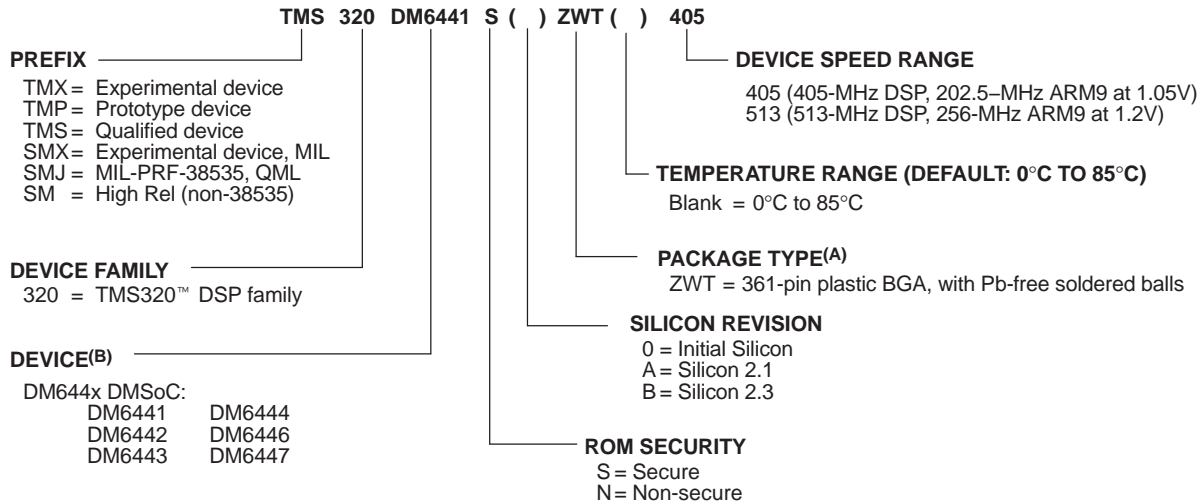 TMS 320 DM6441 S ( ) ZWT ( ) 405
PREFIX
TMX = Experimental device
TMP = Prototype device
TMS = Qualified device
SMX = Experimental device, MIL
SMJ = MIL-PRF-38535, QML
SM = High Rel (non-38535)
DEVICE FAMILY
320 = TMS320™ DSP family
DEVICE(B)
DM644x DMSoC:
DM6441 DM6444
DM6442 DM6446
DM6443 DM6447
DEVICE SPEED RANGE
405 (405-MHz DSP, 202.5–MHz ARM9 at 1.05V)
513 (513-MHz DSP, 256-MHz ARM9 at 1.2V)
TEMPERATURE RANGE (DEFAULT: 0°C TO 85°C)
Blank = 0°C to 85°C
PACKAGE TYPE(A)
ZWT = 361-pin plastic BGA, with Pb-free soldered balls
SILICON REVISION
0 = Initial Silicon
A = Silicon 2.1
B = Silicon 2.3
ROM SECURITY
S = Secure
N = Non-secure